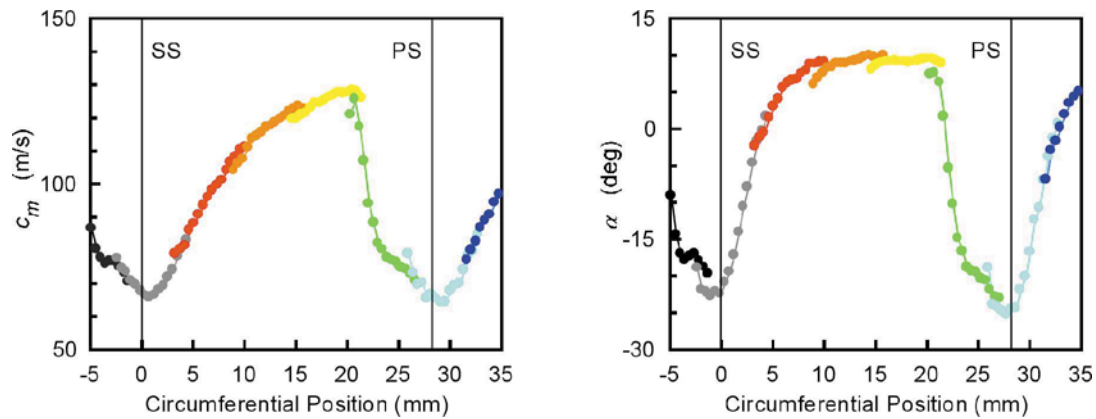 150
100
50
c_m (m/s)
SS
PS
-5 0 5 10 15 20 25 30 35
Circumferential Position (mm)
15
0
-15
-30
α (deg)
SS
PS
-5 0 5 10 15 20 25 30 35
Circumferential Position (mm)